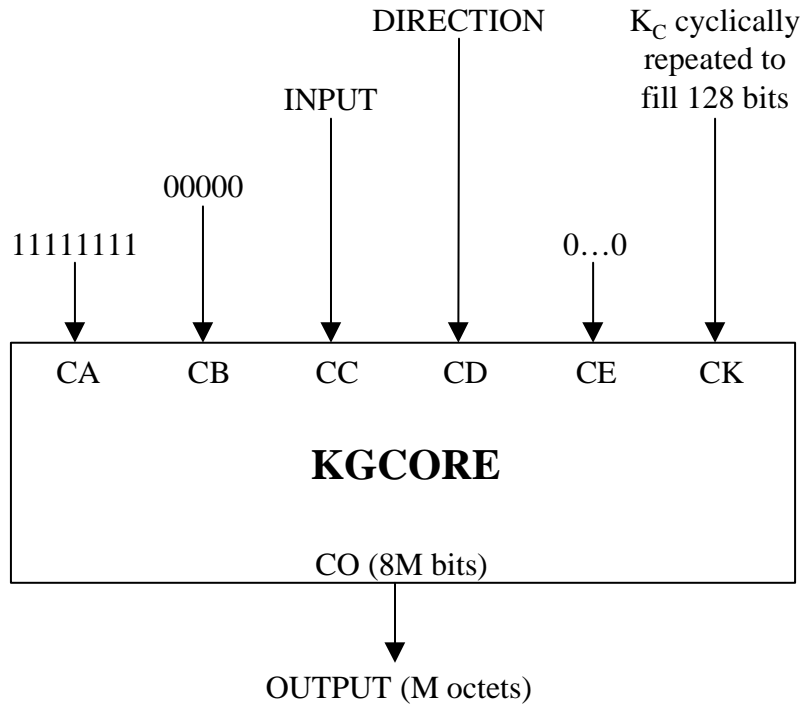 DIRECTION
K_C cyclically
repeated to
fill 128 bits
INPUT
00000
11111111
0…0
CA CB CC CD CE CK
KGCORE
CO (8M bits)
OUTPUT (M octets)